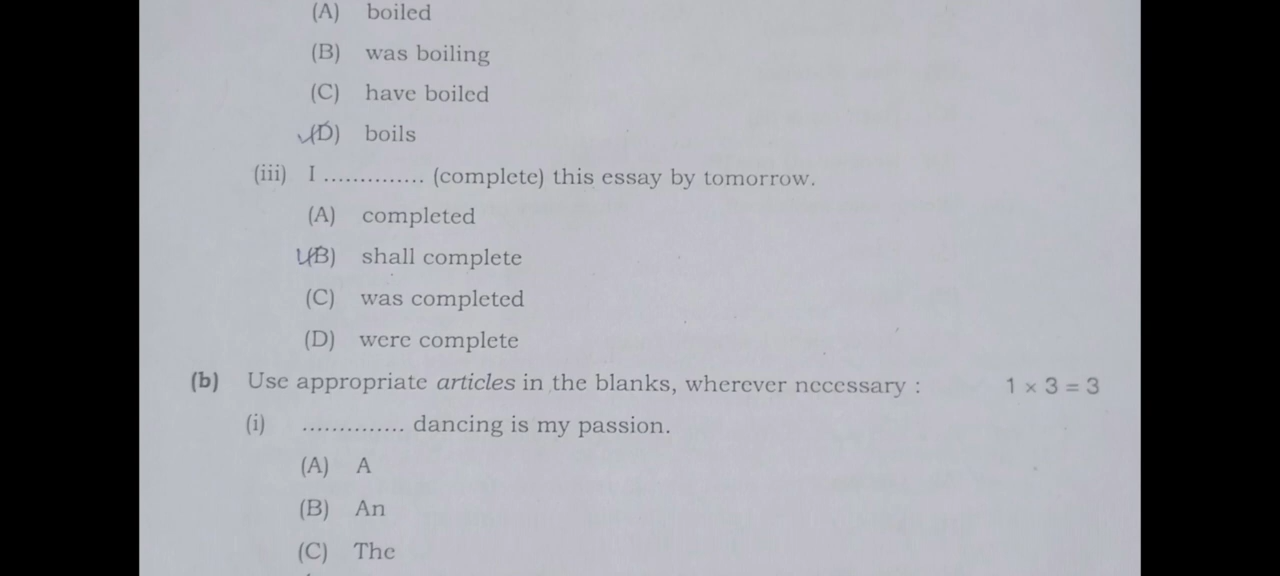 (A) boiled
(B) was boiling
(C) have boiled
(D) boils
(iii) I .............. (complete) this essay by tomorrow.
(A) completed
(B) shall complete
(C) was completed
(D) were complete
(b) Use appropriate articles in the blanks, wherever necessary : 1 × 3 = 3
(i) .............. dancing is my passion.
(A) A
(B) An
(C) The